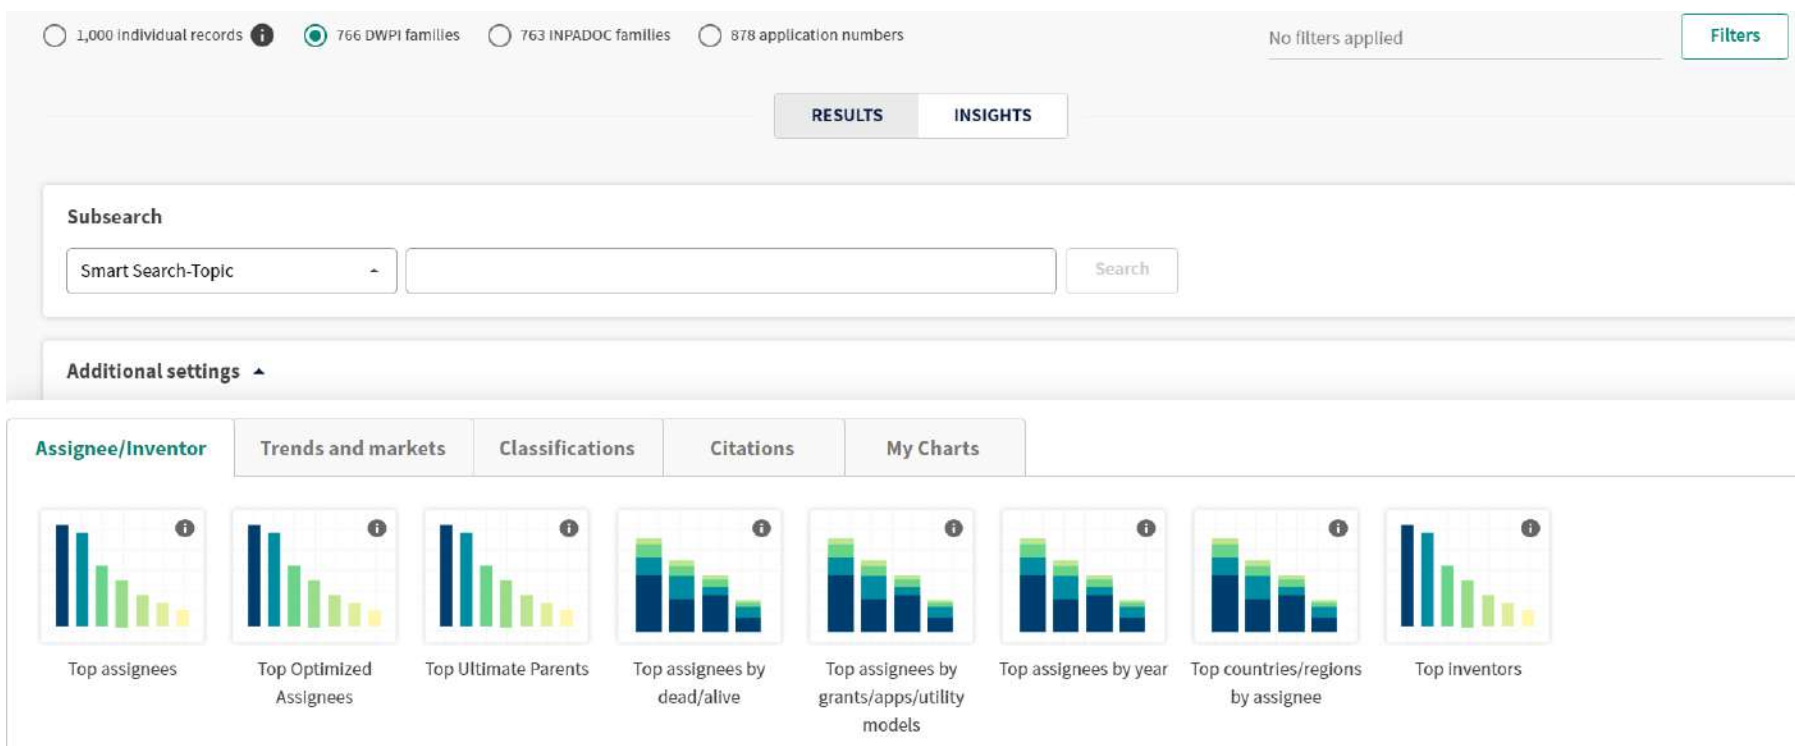 1,000 individual records
766 DWPI families
763 INPADOC families
878 application numbers
No filters applied
Filters
RESULTS
INSIGHTS
Subsearch
Smart Search-Topic
Search
Additional settings
Assignee/Inventor
Trends and markets
Classifications
Citations
My Charts
Top assignees
Top Optimized
Assignees
Top Ultimate Parents
Top assignees by
dead/alive
Top assignees by
grants/apps/utility
models
Top assignees by year
Top countries/regions
by assignee
Top inventors